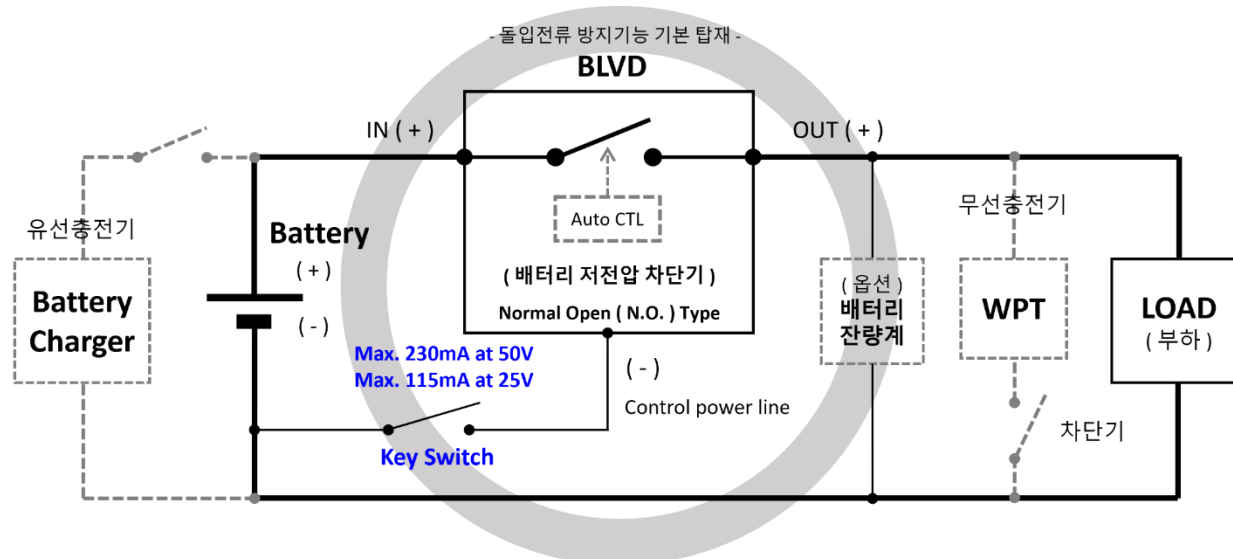 - 돌입전류 방지기능 기본 탑재 -
BLVD
IN ( + )
OUT ( + )
Auto CTL
( 배터리 저전압 차단기 )
Normal Open ( N.O. ) Type
유선충전기
Battery
Charger
Battery
( + )
( - )
Max. 230mA at 50V
Max. 115mA at 25V
( - )
Control power line
Key Switch
( 옵션 )
배터리
잔량계
무선충전기
WPT
차단기
LOAD
( 부하 )